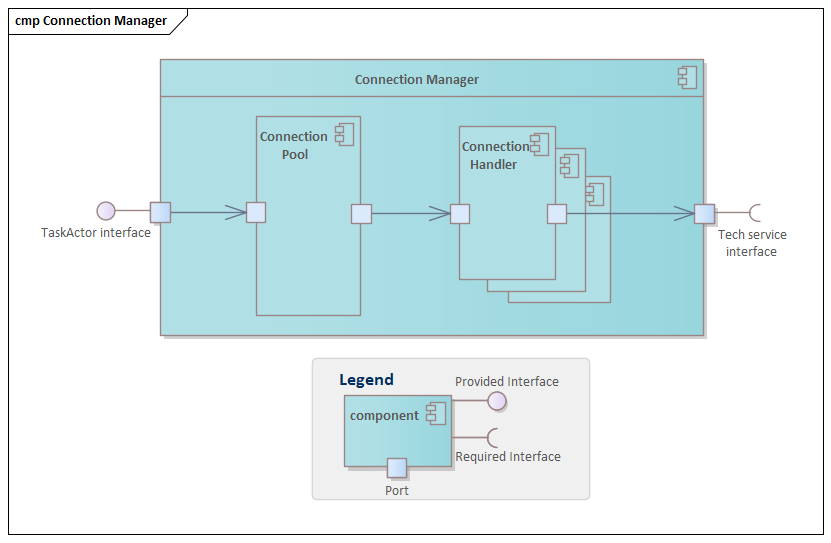 cmp Connection Manager
Connection Manager
Connection
Pool
Connection
Handler
TaskActor interface
Tech service
interface
Legend
Provided Interface
component
Required Interface
Port